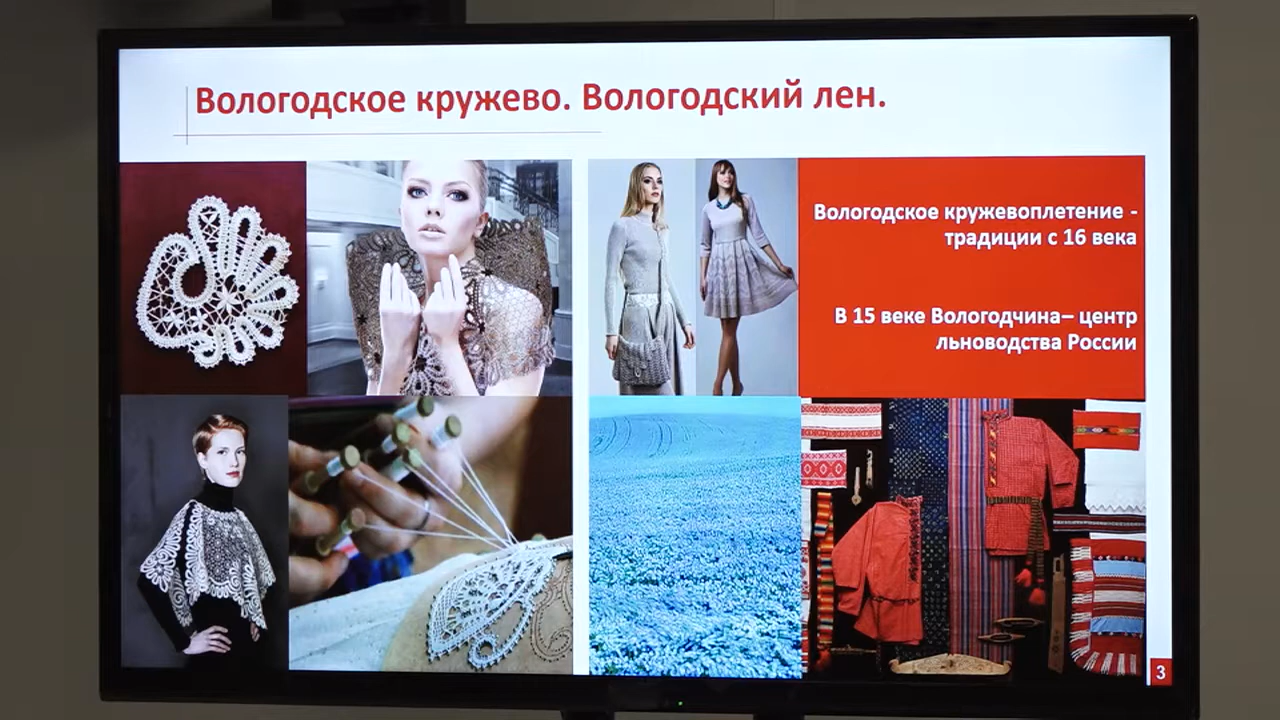 Вологодское кружево. Вологодский лен.
Вологодское кружевоплетение -
традиции с 16 века
В 15 веке Вологодчина– центр
льноводства России
3